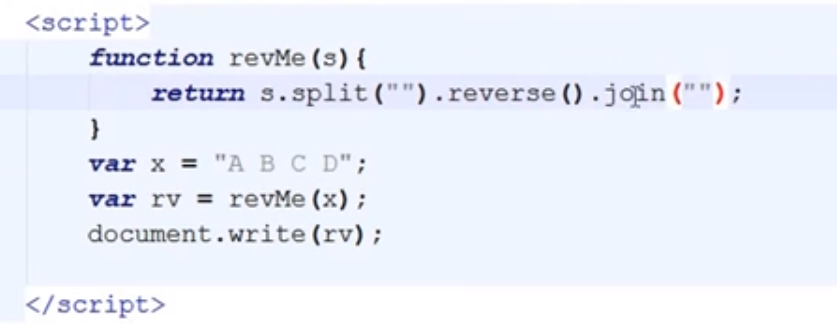 <script>
function revMe(s){
return s.split("").reverse().join("");
}
var x = "A B C D";
var rv = revMe(x);
document.write(rv);
</script>